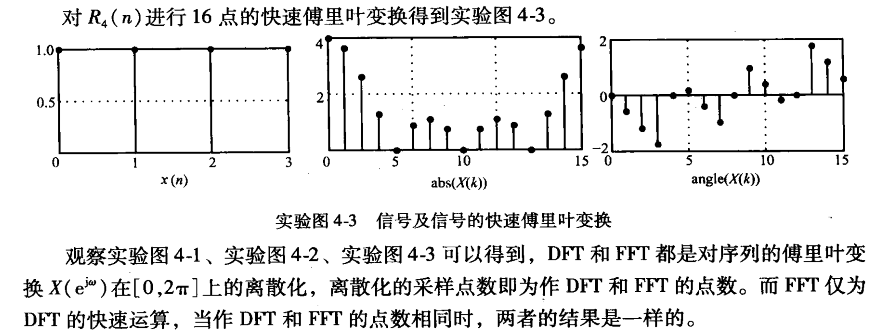 对 R₄(n)进行 16 点的快速傅里叶变换得到实验图 4-3。
1.0
0.5
0
1
2
3
x(n)
4
2
0
5
10
15
abs(X(k))
2
0
-2
0
5
10
15
angle(X(k))
实验图 4-3 信号及信号的快速傅里叶变换
观察实验图 4-1、实验图 4-2、实验图 4-3 可以得到，DFT 和 FFT 都是对序列的傅里叶变
换 X(e^jω)在[0,2π]上的离散化，离散化的采样点数即为作 DFT 和 FFT 的点数。而 FFT 仅为
DFT 的快速运算，当作 DFT 和 FFT 的点数相同时，两者的结果是一样的。